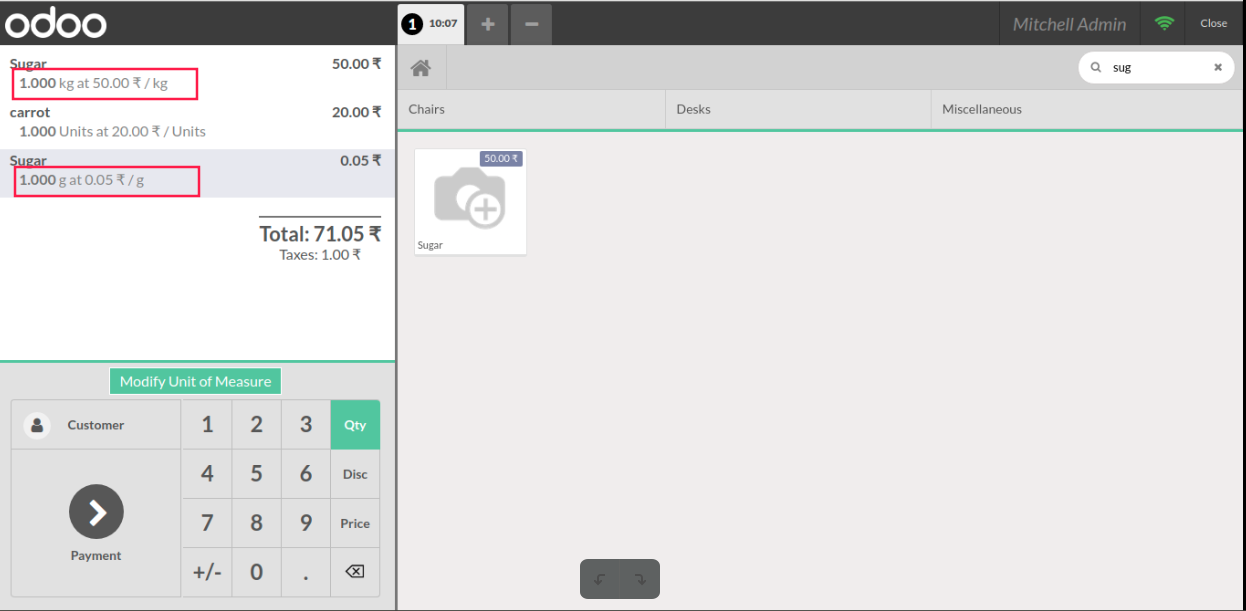 odoo
1 10:07 + −
Mitchell Admin
Close
Sugar 50.00 ₹
1.000 kg at 50.00 ₹ / kg
carrot 20.00 ₹
1.000 Units at 20.00 ₹ / Units
Sugar 0.05 ₹
1.000 g at 0.05 ₹ / g
Total: 71.05 ₹
Taxes: 1.00 ₹
Modify Unit of Measure
Customer 1 2 3 Qty
4 5 6 Disc
7 8 9 Price
Payment
+/- 0 .
sug
Chairs Desks Miscellaneous
50.00 ₹
Sugar